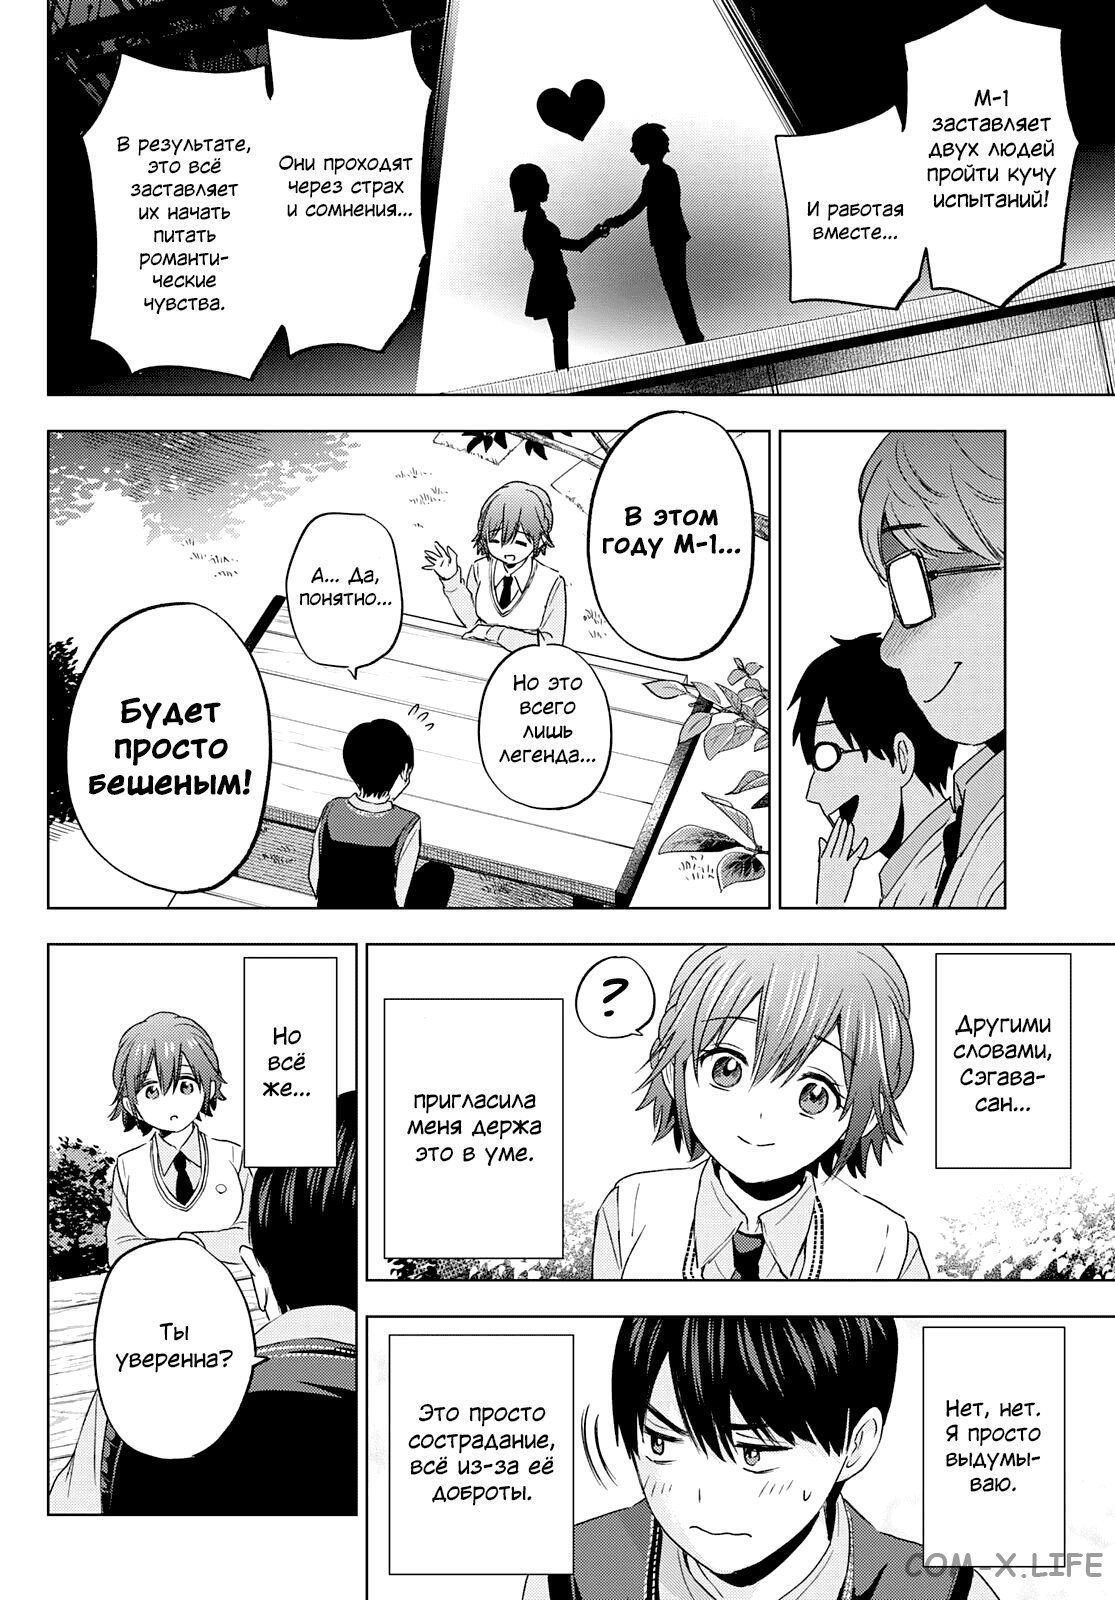 М-1
заставляет
двух людей
пройти кучу
испытаний!
И работая
вместе...
Они проходят
через страх
и сомнения...
В результате,
это всё
заставляет
их начать
питать
романти-
ческие
чувства.
В этом
году М-1...
А... Да,
понятно...
Но это
всего
лишь
легенда...
Будет
просто
бешеным!
Другими
словами,
Сэгава-
сан...
?
пригласила
меня держа
это в уме.
Но
всё
же...
Ты
уверенна?
Нет, нет.
Я просто
выдумы-
ваю.
Это просто
сострадание,
всё из-за её
доброты.
COM-X.LIFE